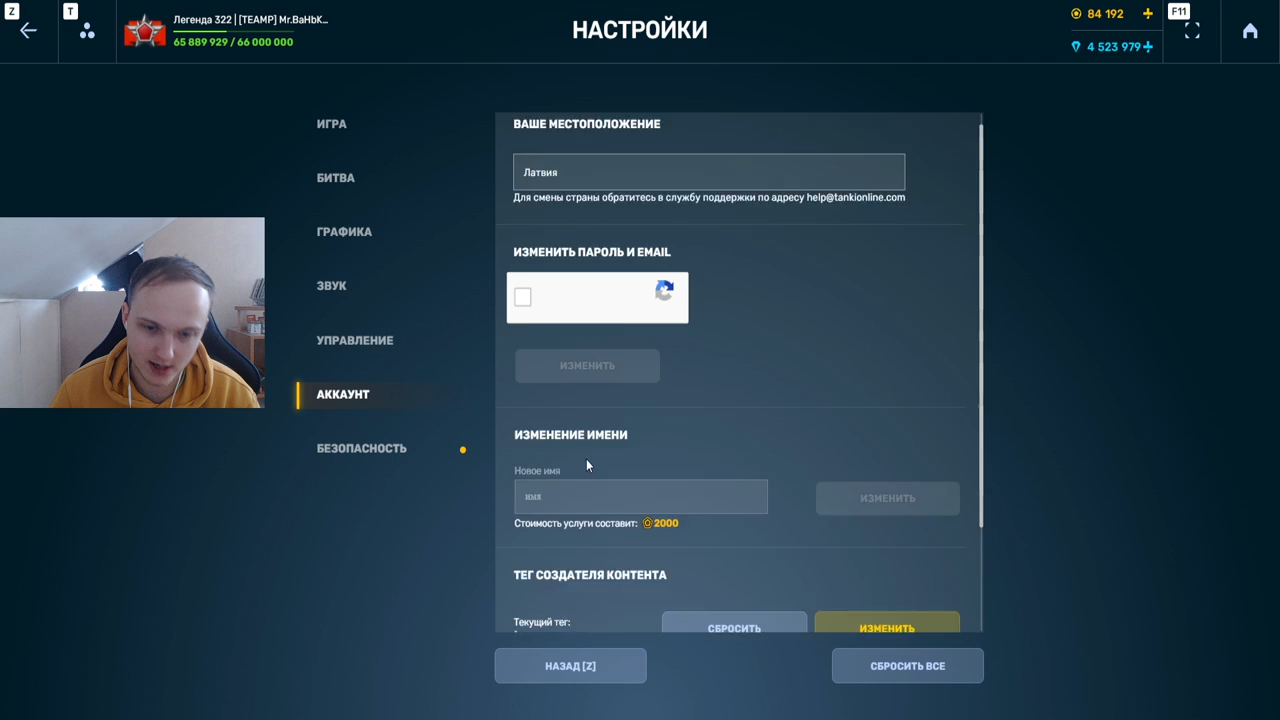 Z
T
Легенда 322 | [TEAMP] Mr.BaHbK...
65 889 929 / 66 000 000
НАСТРОЙКИ
84 192
4 523 979
F11
ИГРА
БИТВА
ГРАФИКА
ЗВУК
УПРАВЛЕНИЕ
АККАУНТ
БЕЗОПАСНОСТЬ
ВАШЕ МЕСТОПОЛОЖЕНИЕ
Латвия
Для смены страны обратитесь в службу поддержки по адресу help@tankionline.com
ИЗМЕНИТЬ ПАРОЛЬ И EMAIL
ИЗМЕНИТЬ
ИЗМЕНЕНИЕ ИМЕНИ
Новое имя
имя
ИЗМЕНИТЬ
Стоимость услуги составит: 2000
ТЕГ СОЗДАТЕЛЯ КОНТЕНТА
Текущий тег:
СБРОСИТЬ
ИЗМЕНИТЬ
НАЗАД [Z]
СБРОСИТЬ ВСЕ